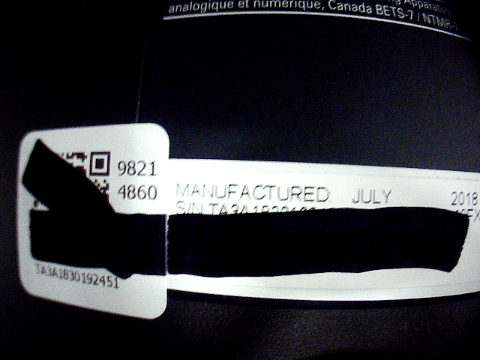 analogique et numérique, Canada BETS-7 / NTMR-
9821
4860
MANUFACTURED: JULY 2018
S/N
TA3A1830192451